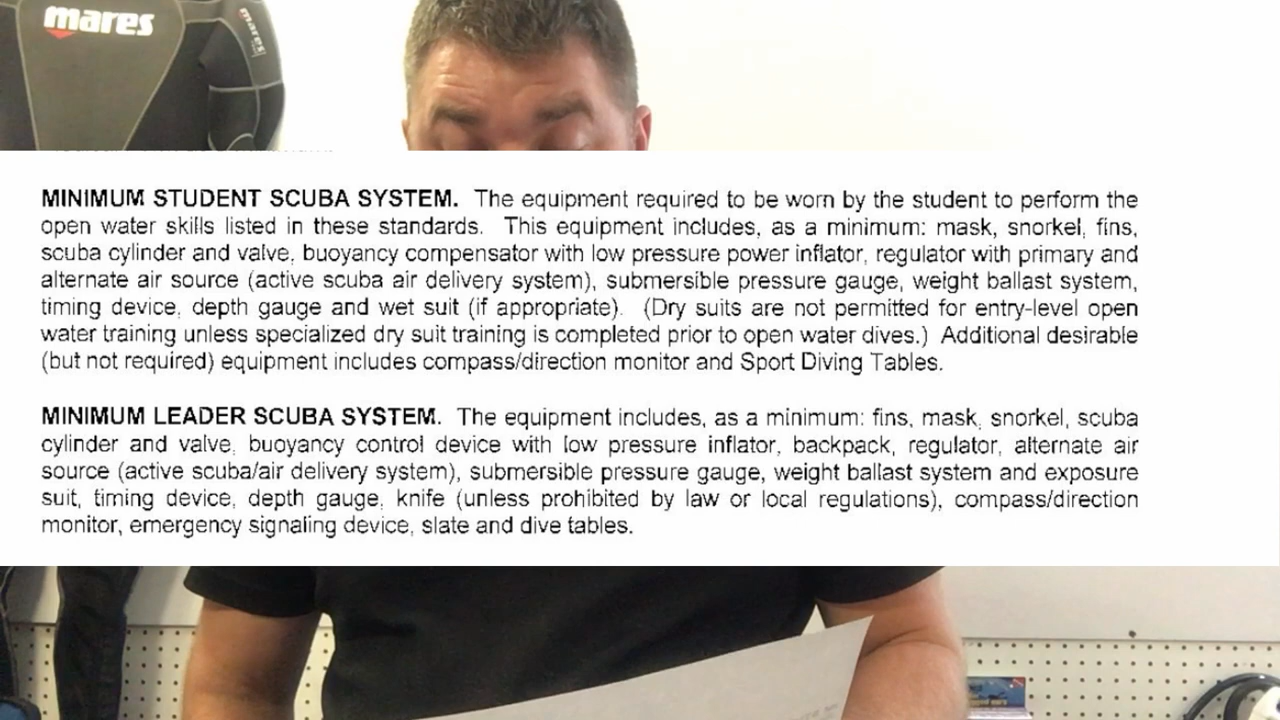 mares
mares
MINIMUM STUDENT SCUBA SYSTEM. The equipment required to be worn by the student to perform the
open water skills listed in these standards. This equipment includes, as a minimum: mask, snorkel, fins,
scuba cylinder and valve, buoyancy compensator with low pressure power inflator, regulator with primary and
alternate air source (active scuba air delivery system), submersible pressure gauge, weight ballast system,
timing device, depth gauge and wet suit (if appropriate). (Dry suits are not permitted for entry-level open
water training unless specialized dry suit training is completed prior to open water dives.) Additional desirable
(but not required) equipment includes compass/direction monitor and Sport Diving Tables.
MINIMUM LEADER SCUBA SYSTEM. The equipment includes, as a minimum: fins, mask, snorkel, scuba
cylinder and valve, buoyancy control device with low pressure inflator, backpack, regulator, alternate air
source (active scuba/air delivery system), submersible pressure gauge, weight ballast system and exposure
suit, timing device, depth gauge, knife (unless prohibited by law or local regulations), compass/direction
monitor, emergency signaling device, slate and dive tables.